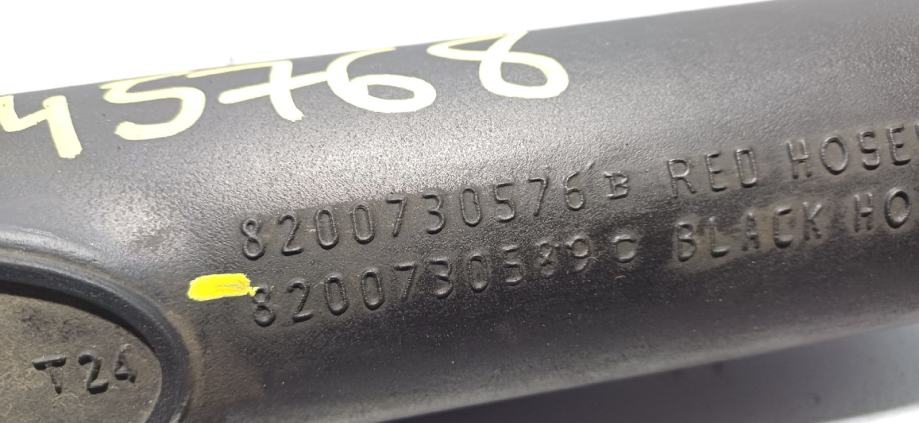 45768
8200730576 B RED HOSE
8200730589 C BLACK HO
T24